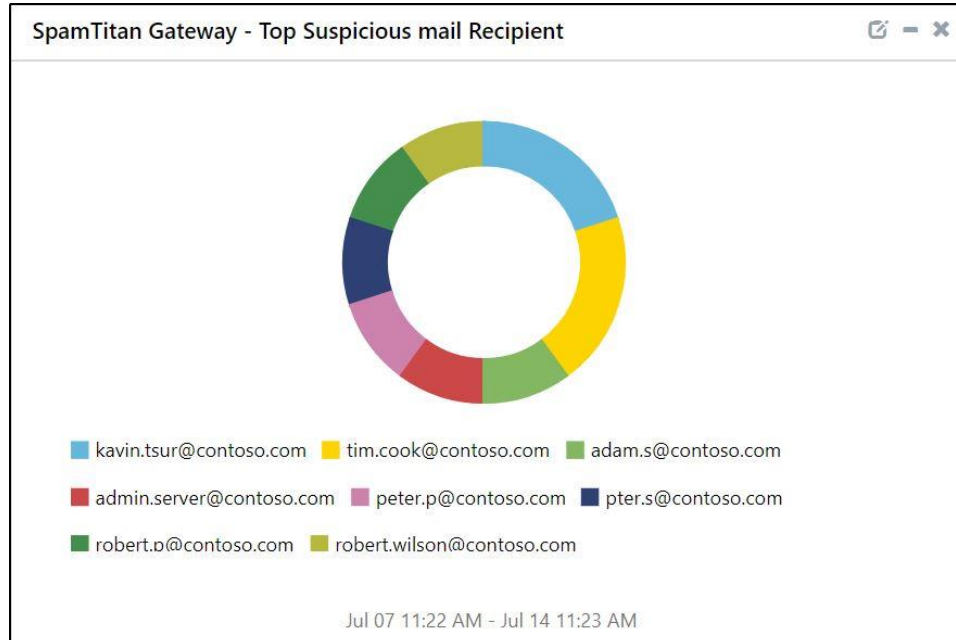 SpamTitan Gateway - Top Suspicious mail Recipient
kavin.tsur@contoso.com tim.cook@contoso.com adam.s@contoso.com
admin.server@contoso.com peter.p@contoso.com pter.s@contoso.com
robert.p@contoso.com robert.wilson@contoso.com
Jul 07 11:22 AM - Jul 14 11:23 AM